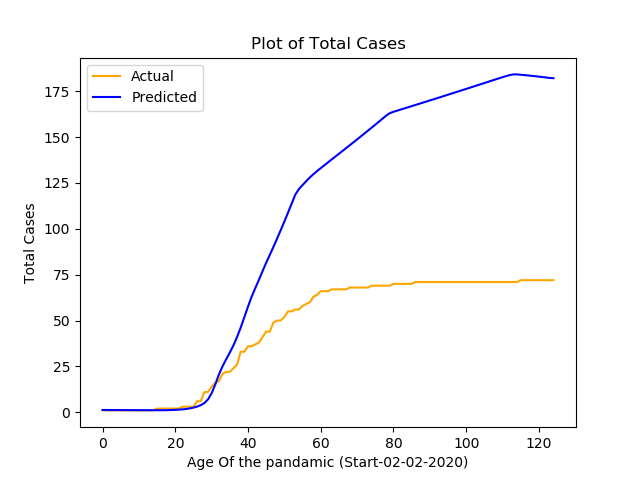 Plot of Total Cases
Actual
Predicted
175
150
125
100
75
50
25
0
Total Cases
0 20 40 60 80 100 120
Age Of the pandamic (Start-02-02-2020)